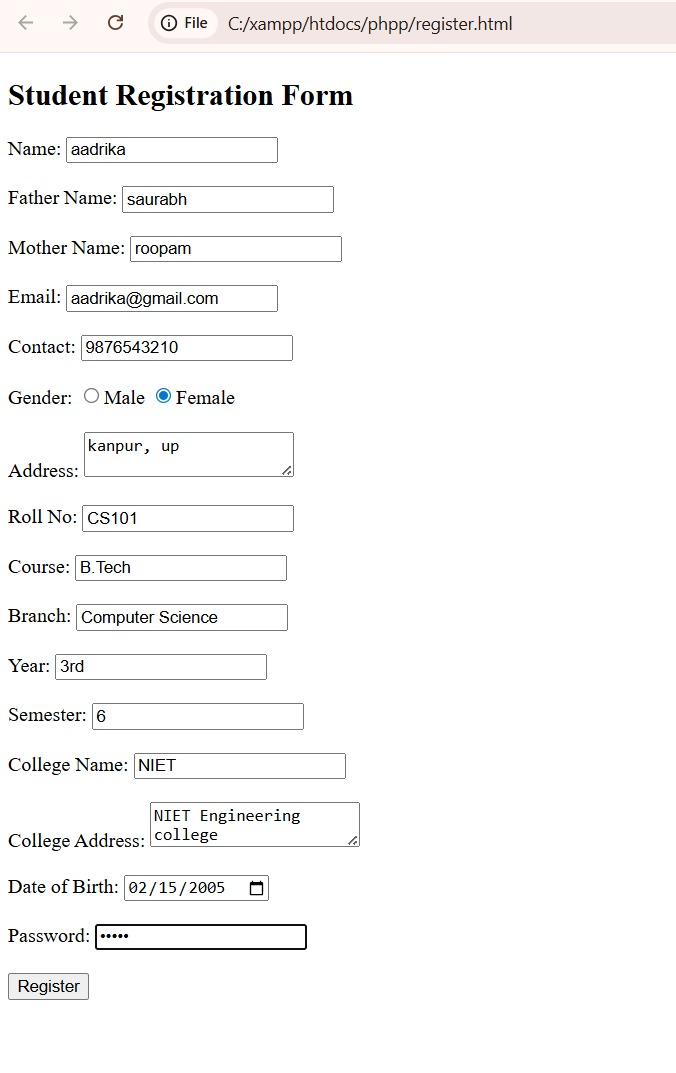 File C:/xampp/htdocs/phpp/register.html
Student Registration Form
Name: aadrika
Father Name: saurabh
Mother Name: roopam
Email: aadrika@gmail.com
Contact: 9876543210
Gender: Male Female
Address: kanpur, up
Roll No: CS101
Course: B.Tech
Branch: Computer Science
Year: 3rd
Semester: 6
College Name: NIET
College Address: NIET Engineering
college
Date of Birth: 02/15/2005
Password: •••••
Register